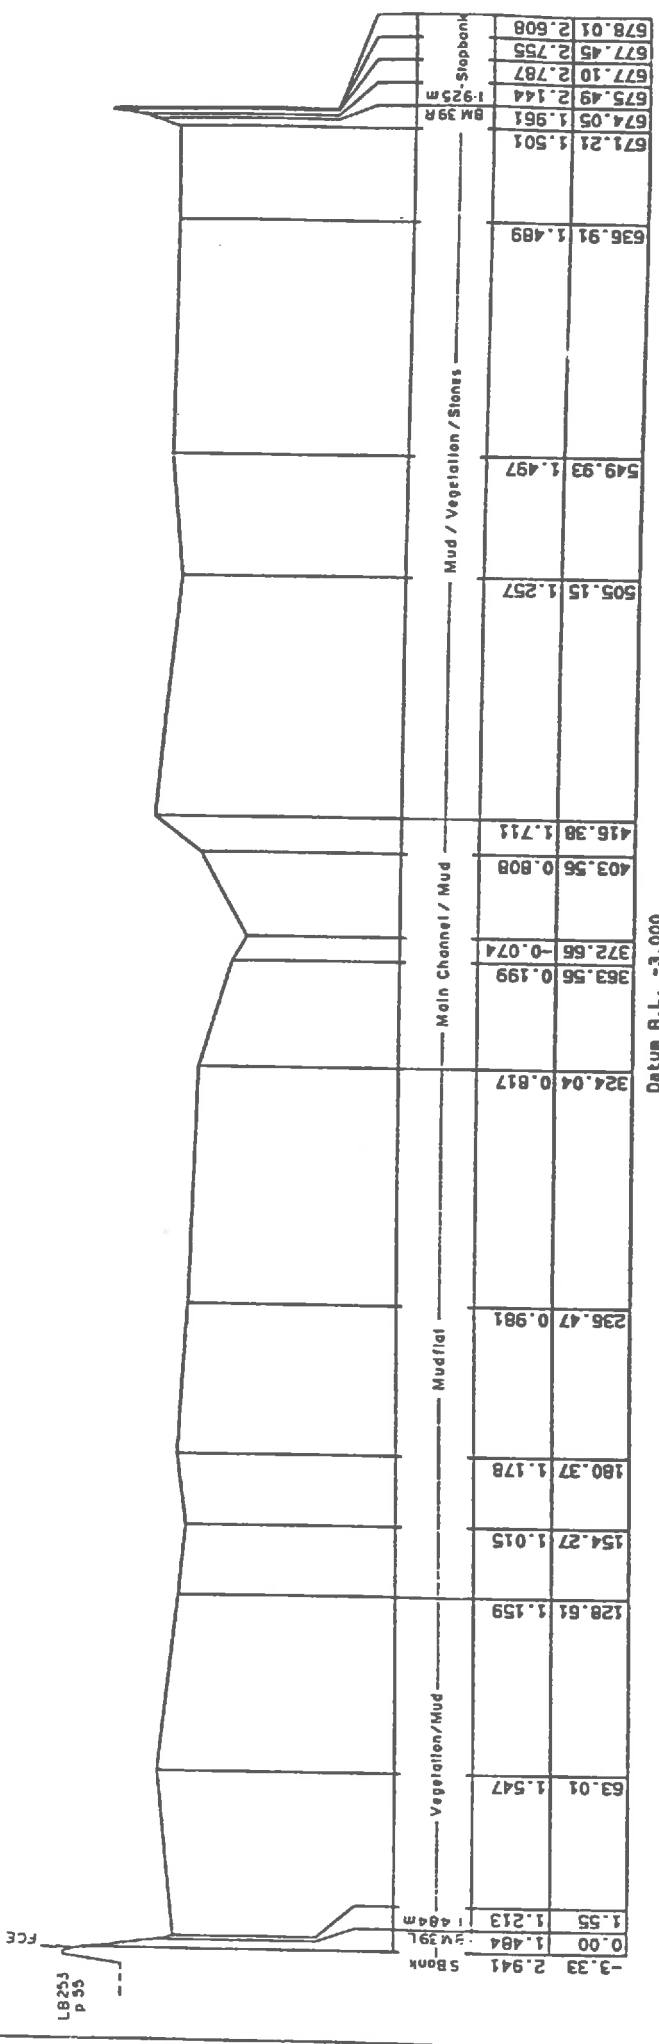 678.01 2.608
677.45 2.755
677.10 2.787
675.49 2.144
674.05 1.961
671.21 1.501
636.91 1.489
549.93 1.497
505.15 1.257
416.38 1.711
403.56 0.808
372.66 -0.074
363.56 0.199
324.04 0.817
236.47 0.981
180.37 1.178
154.27 1.015
128.61 1.159
63.01 1.547
1.55 1.213
0.00 1.484
-3.33 2.941
Stopbank
BM 39R
1·925m
Mud / Vegetation / Stones
Main Channel / Mud
Mudflat
Vegetation/Mud
39L
484m
S Bank
Datum R.L. -3.000
FCE
LB253
p 55